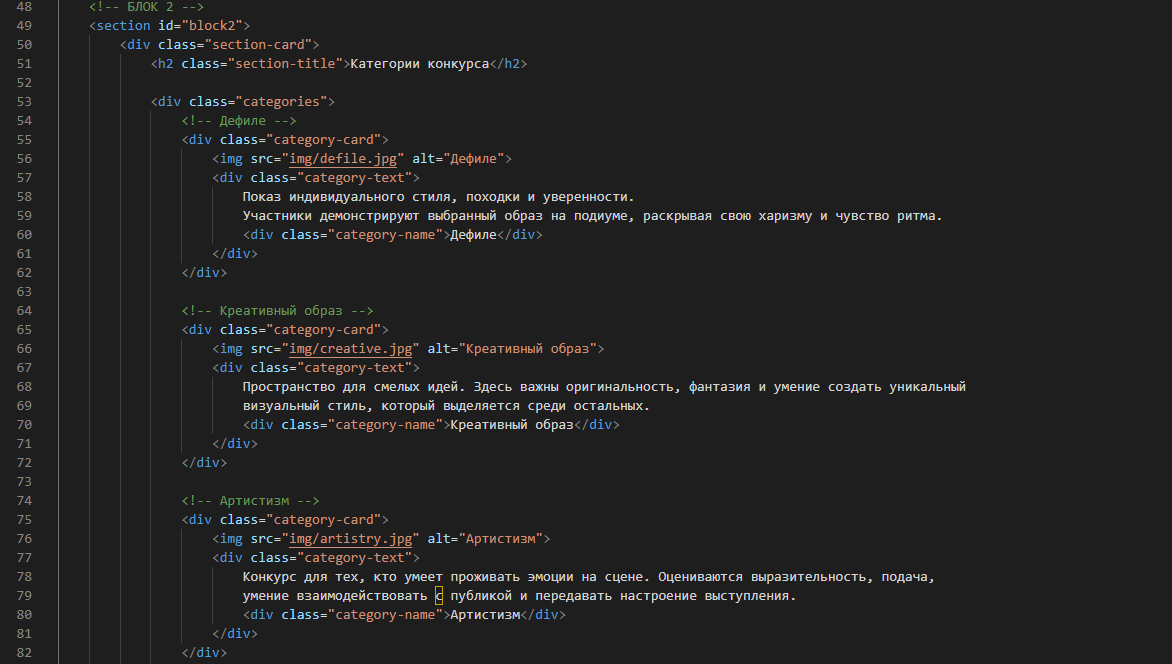 48 <!-- БЛОК 2 -->
49 <section id="block2">
50 <div class="section-card">
51 <h2 class="section-title">Категории конкурса</h2>
52
53 <div class="categories">
54 <!-- Дефиле -->
55 <div class="category-card">
56 <img src="img/defile.jpg" alt="Дефиле">
57 <div class="category-text">
58 Показ индивидуального стиля, походки и уверенности.
59 Участники демонстрируют выбранный образ на подиуме, раскрывая свою харизму и чувство ритма.
60 <div class="category-name">Дефиле</div>
61 </div>
62 </div>
63
64 <!-- Креативный образ -->
65 <div class="category-card">
66 <img src="img/creative.jpg" alt="Креативный образ">
67 <div class="category-text">
68 Пространство для смелых идей. Здесь важны оригинальность, фантазия и умение создать уникальный
69 визуальный стиль, который выделяется среди остальных.
70 <div class="category-name">Креативный образ</div>
71 </div>
72 </div>
73
74 <!-- Артистизм -->
75 <div class="category-card">
76 <img src="img/artistry.jpg" alt="Артистизм">
77 <div class="category-text">
78 Конкурс для тех, кто умеет проживать эмоции на сцене. Оцениваются выразительность, подача,
79 умение взаимодействовать с публикой и передавать настроение выступления.
80 <div class="category-name">Артистизм</div>
81 </div>
82 </div>